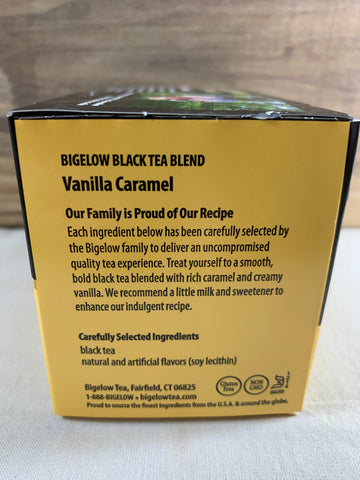 BIGELOW BLACK TEA BLEND
Vanilla Caramel
Our Family is Proud of Our Recipe
Each ingredient below has been carefully selected by
the Bigelow family to deliver an uncompromised
quality tea experience. Treat yourself to a smooth,
bold black tea blended with rich caramel and creamy
vanilla. We recommend a little milk and sweetener to
enhance our indulgent recipe.
Carefully Selected Ingredients
black tea
natural and artificial flavors (soy lecithin)
Bigelow Tea, Fairfield, CT 06825
1-888-BIGELOW • bigelowtea.com
Proud to source the finest ingredients from the U.S.A. & around the globe.
Gluten Free
NON GMO
DAIRY